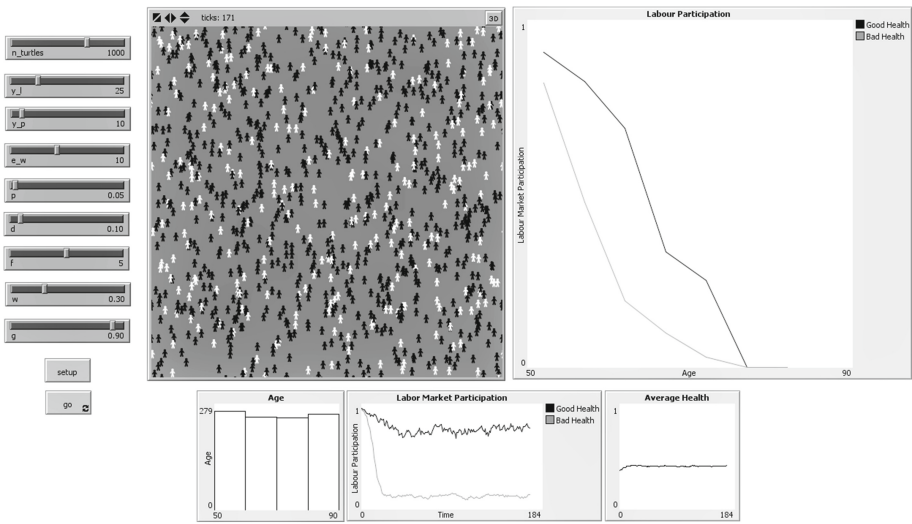 n_turtles 1000
y_l 25
y_p 10
e_w 10
p 0.05
d 0.10
f 5
w 0.30
g 0.90
setup
go
ticks: 171
3D
Labour Participation
1
Labour Market Participation
0
50 Age 90
Good Health
Bad Health
Age
279
Age
0
50 90
Labor Market Participation
1
Labour Participation
0
0 Time 184
Good Health
Bad Health
Average Health
1
0
0 184